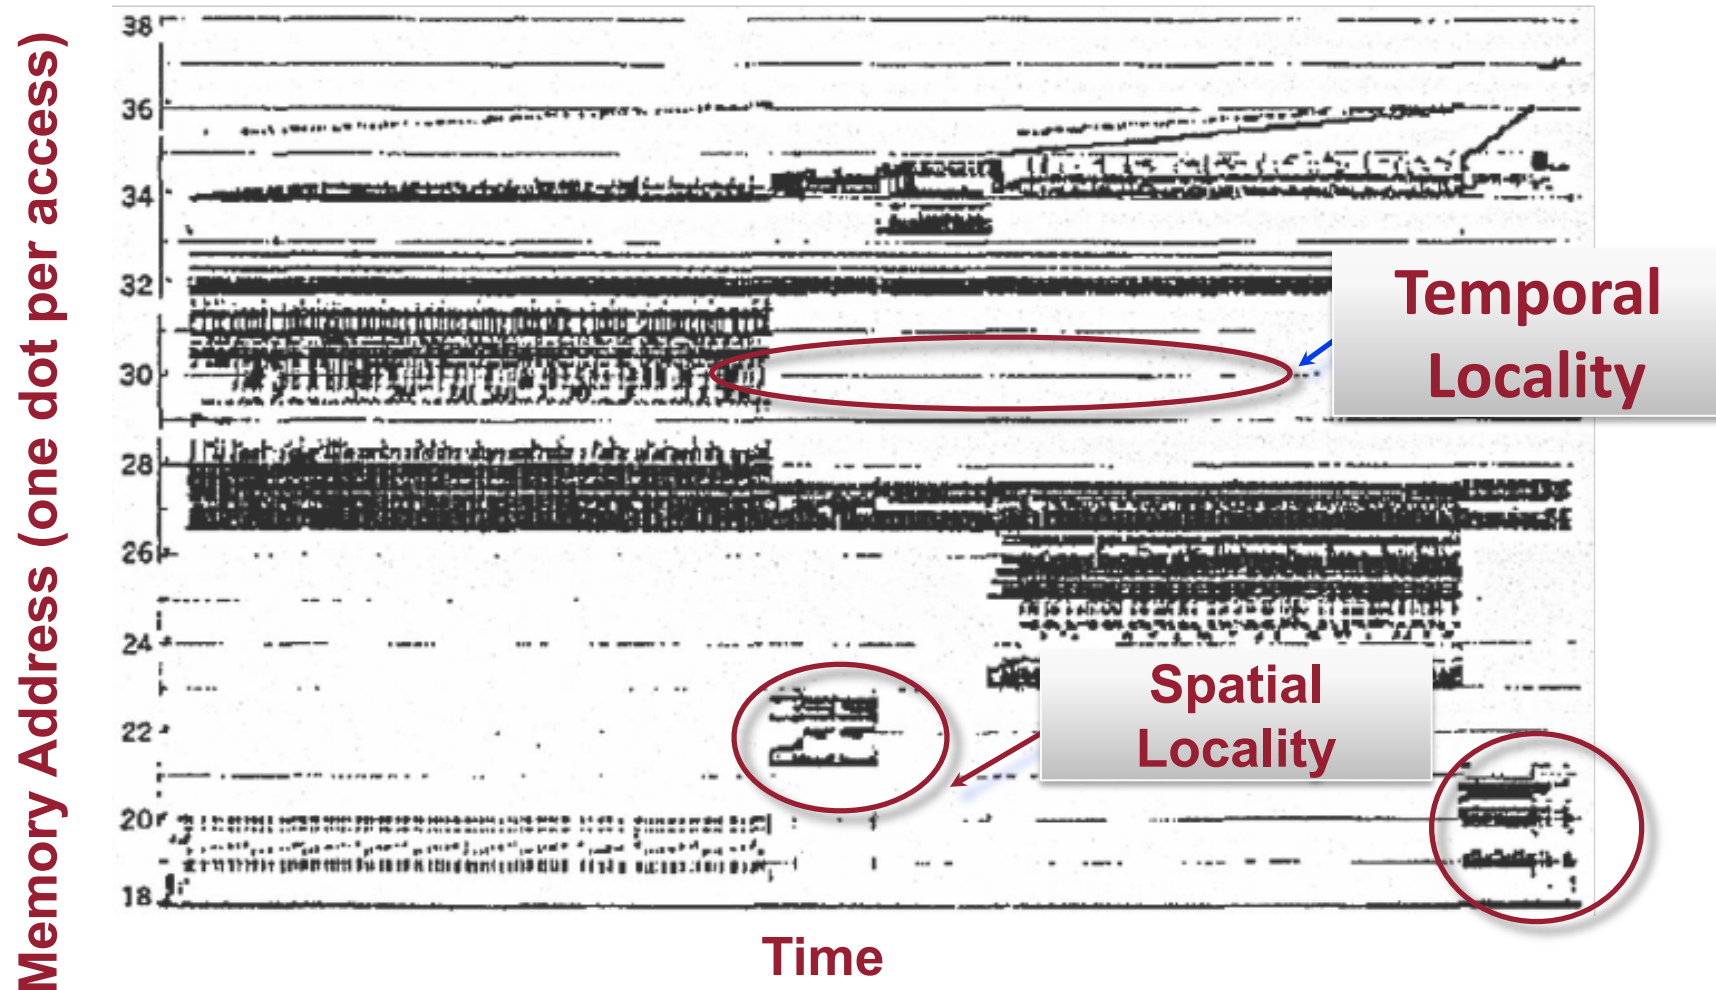 Memory Address (one dot per access)
38
36
34
32
30
28
26
24
22
20
18
Temporal
Locality
Spatial
Locality
Time